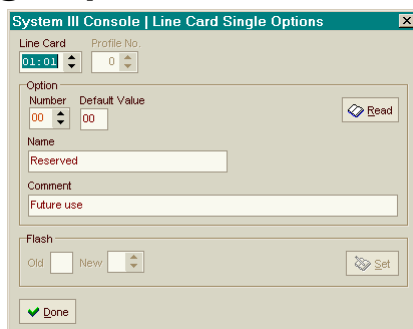 System III Console | Line Card Single Options
Line Card Profile No.
01:01 0
Option
Number Default Value
00 00
Read
Name
Reserved
Comment
Future use
Flash
Old New
Set
Done